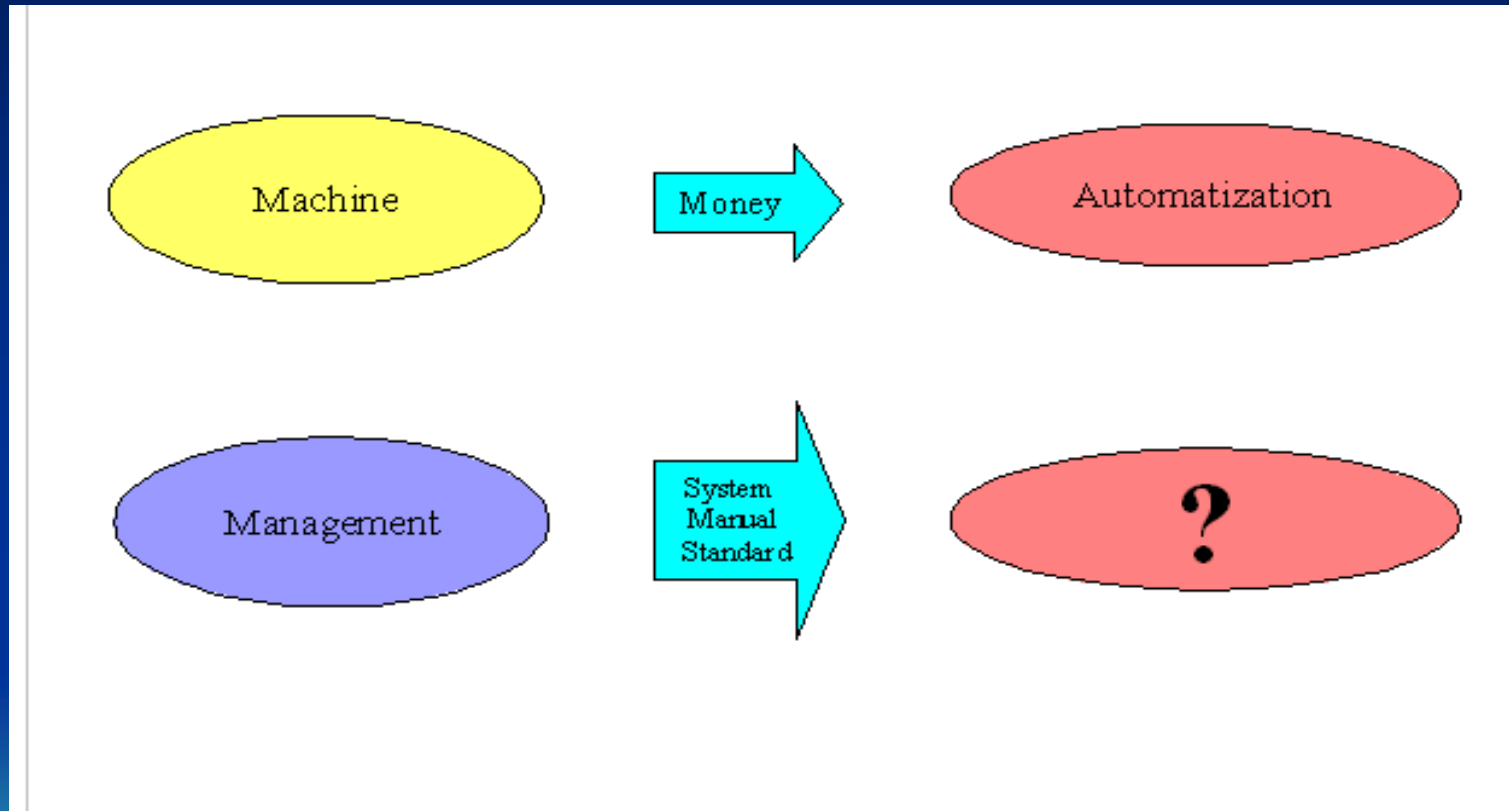 Machine
Money
Automatization
Management
System
Manual
Standard
?